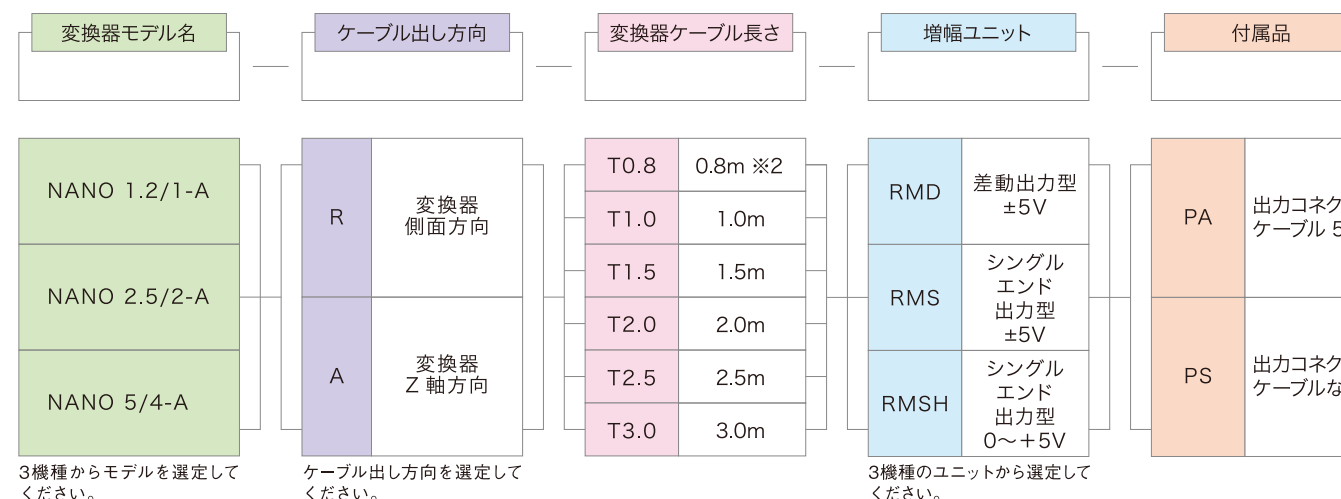 変換器モデル名
ケーブル出し方向
変換器ケーブル長さ
増幅ユニット
付属品
NANO 1.2/1-A
NANO 2.5/2-A
NANO 5/4-A
3機種からモデルを選定して
ください。
R
変換器
側面方向
A
変換器
Z 軸方向
ケーブル出し方向を選定して
ください。
T0.8 0.8m ※2
T1.0 1.0m
T1.5 1.5m
T2.0 2.0m
T2.5 2.5m
T3.0 3.0m
RMD
差動出力型
±5V
RMS
シングル
エンド
出力型
±5V
RMSH
シングル
エンド
出力型
0～+5V
3機種のユニットから選定して
ください。
PA
出力コネク
ケーブル 5
PS
出力コネク
ケーブルな